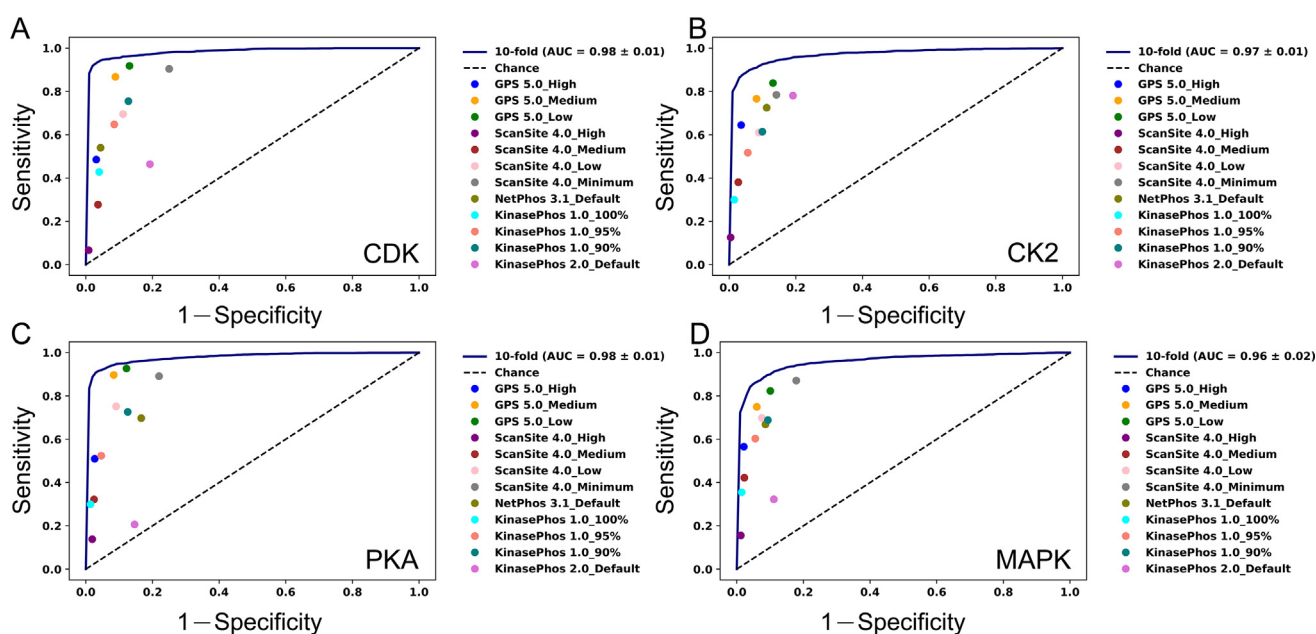 A
1.0
0.8
0.6
0.4
0.2
0.0
Sensitivity
0.0 0.2 0.4 0.6 0.8 1.0
1—Specificity
CDK
10-fold (AUC = 0.98 ± 0.01)
Chance
GPS 5.0_High
GPS 5.0_Medium
GPS 5.0_Low
ScanSite 4.0_High
ScanSite 4.0_Medium
ScanSite 4.0_Low
ScanSite 4.0_Minimum
NetPhos 3.1_Default
KinasePhos 1.0_100%
KinasePhos 1.0_95%
KinasePhos 1.0_90%
KinasePhos 2.0_Default
B
1.0
0.8
0.6
0.4
0.2
0.0
Sensitivity
0.0 0.2 0.4 0.6 0.8 1.0
1—Specificity
CK2
10-fold (AUC = 0.97 ± 0.01)
Chance
GPS 5.0_High
GPS 5.0_Medium
GPS 5.0_Low
ScanSite 4.0_High
ScanSite 4.0_Medium
ScanSite 4.0_Low
ScanSite 4.0_Minimum
NetPhos 3.1_Default
KinasePhos 1.0_100%
KinasePhos 1.0_95%
KinasePhos 1.0_90%
KinasePhos 2.0_Default
C
1.0
0.8
0.6
0.4
0.2
0.0
Sensitivity
0.0 0.2 0.4 0.6 0.8 1.0
1—Specificity
PKA
10-fold (AUC = 0.98 ± 0.01)
Chance
GPS 5.0_High
GPS 5.0_Medium
GPS 5.0_Low
ScanSite 4.0_High
ScanSite 4.0_Medium
ScanSite 4.0_Low
ScanSite 4.0_Minimum
NetPhos 3.1_Default
KinasePhos 1.0_100%
KinasePhos 1.0_95%
KinasePhos 1.0_90%
KinasePhos 2.0_Default
D
1.0
0.8
0.6
0.4
0.2
0.0
Sensitivity
0.0 0.2 0.4 0.6 0.8 1.0
1—Specificity
MAPK
10-fold (AUC = 0.96 ± 0.02)
Chance
GPS 5.0_High
GPS 5.0_Medium
GPS 5.0_Low
ScanSite 4.0_High
ScanSite 4.0_Medium
ScanSite 4.0_Low
ScanSite 4.0_Minimum
NetPhos 3.1_Default
KinasePhos 1.0_100%
KinasePhos 1.0_95%
KinasePhos 1.0_90%
KinasePhos 2.0_Default